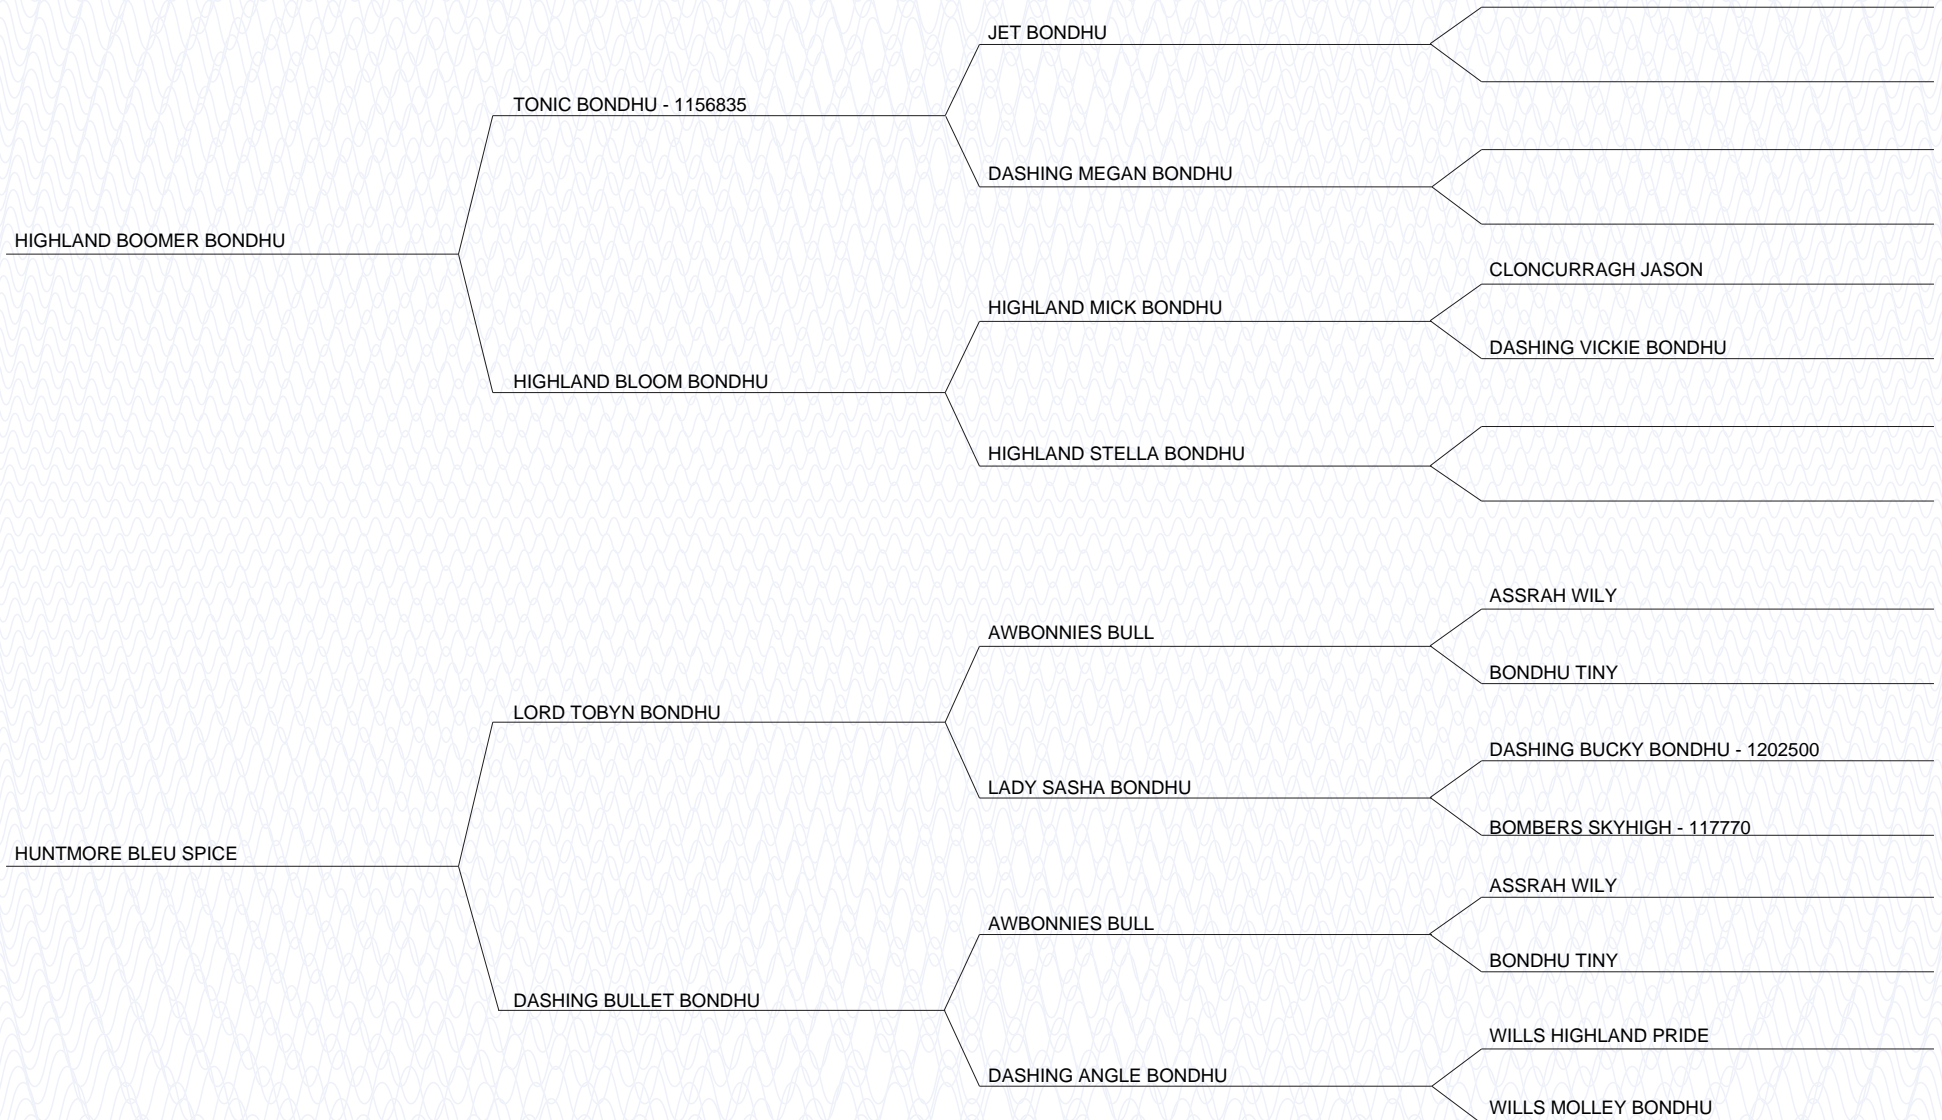 JET BONDHU
TONIC BONDHU - 1156835
DASHING MEGAN BONDHU
HIGHLAND BOOMER BONDHU
CLONCURRAGH JASON
HIGHLAND MICK BONDHU
DASHING VICKIE BONDHU
HIGHLAND BLOOM BONDHU
HIGHLAND STELLA BONDHU
ASSRAH WILY
AWBONNIES BULL
BONDHU TINY
LORD TOBYN BONDHU
DASHING BUCKY BONDHU - 1202500
LADY SASHA BONDHU
BOMBERS SKYHIGH - 117770
HUNTMORE BLEU SPICE
ASSRAH WILY
AWBONNIES BULL
BONDHU TINY
DASHING BULLET BONDHU
WILLS HIGHLAND PRIDE
DASHING ANGLE BONDHU
WILLS MOLLEY BONDHU